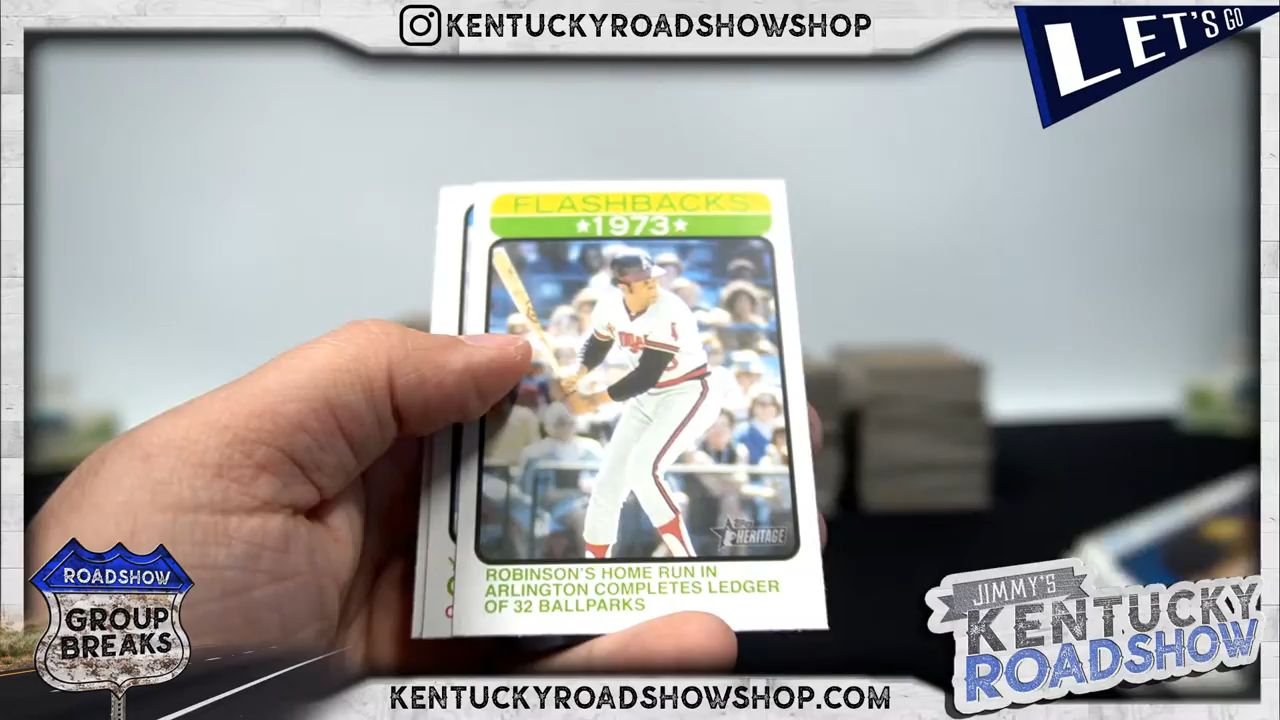 KENTUCKYROADSHOWSHOP
LET'S GO
FLASHBACKS
1973
Topps
HERITAGE
ROBINSON'S HOME RUN IN
ARLINGTON COMPLETES LEDGER
OF 32 BALLPARKS
ROADSHOW
GROUP
BREAKS
JIMMY'S
KENTUCKY
ROADSHOW
KENTUCKYROADSHOWSHOP.COM